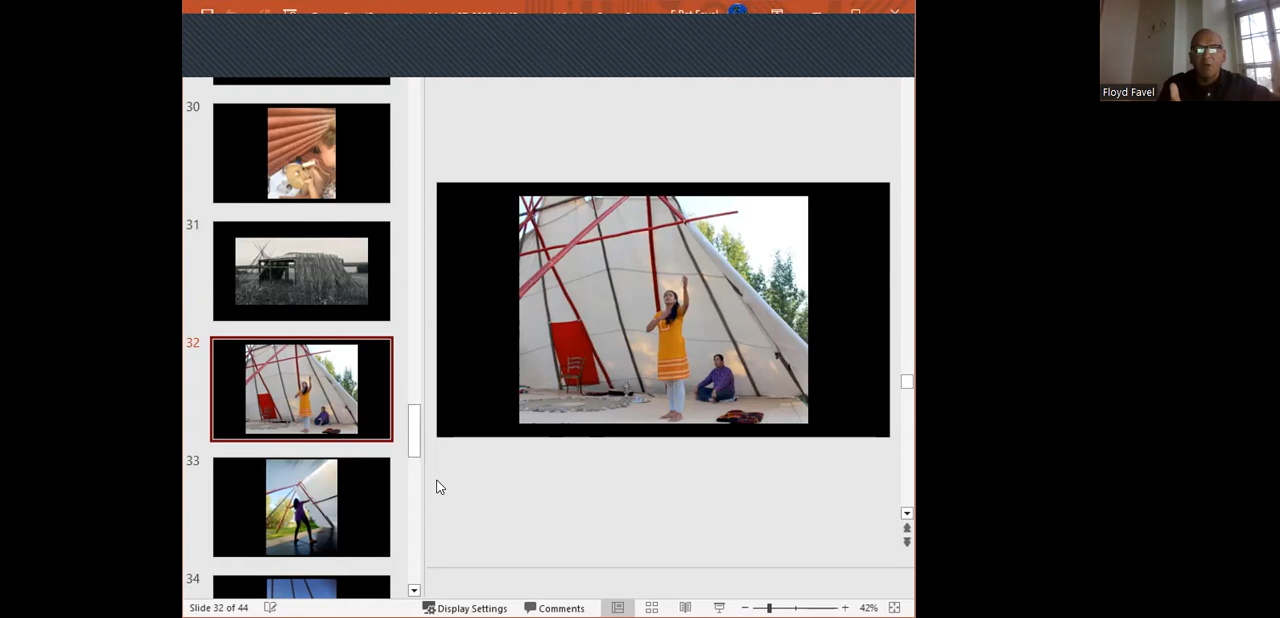 Floyd Favel
30
31
32
33
34
Slide 32 of 44
Display Settings
Comments
42%